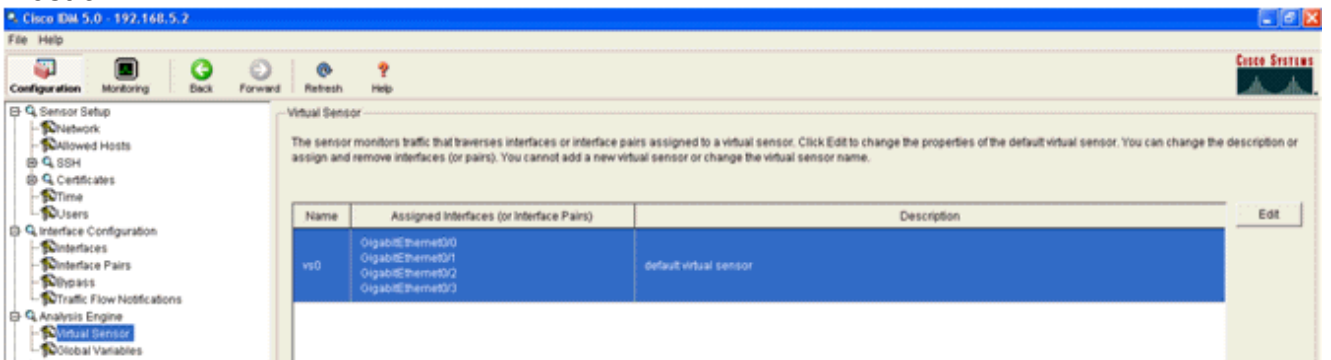 Cisco IDM 5.0 - 192.168.5.2
File Help
Configuration Monitoring Back Forward Refresh Help
CISCO SYSTEMS
Sensor Setup
Network
Allowed Hosts
SSH
Certificates
Time
Users
Interface Configuration
Interfaces
Interface Pairs
Bypass
Traffic Flow Notifications
Analysis Engine
Virtual Sensor
Global Variables
Virtual Sensor
The sensor monitors traffic that traverses interfaces or interface pairs assigned to a virtual sensor. Click Edit to change the properties of the default virtual sensor. You can change the description or
assign and remove interfaces (or pairs). You cannot add a new virtual sensor or change the virtual sensor name.
Name Assigned Interfaces (or Interface Pairs) Description Edit
GigabitEthernet0/0
GigabitEthernet0/1
vs0 default virtual sensor
GigabitEthernet0/2
GigabitEthernet0/3